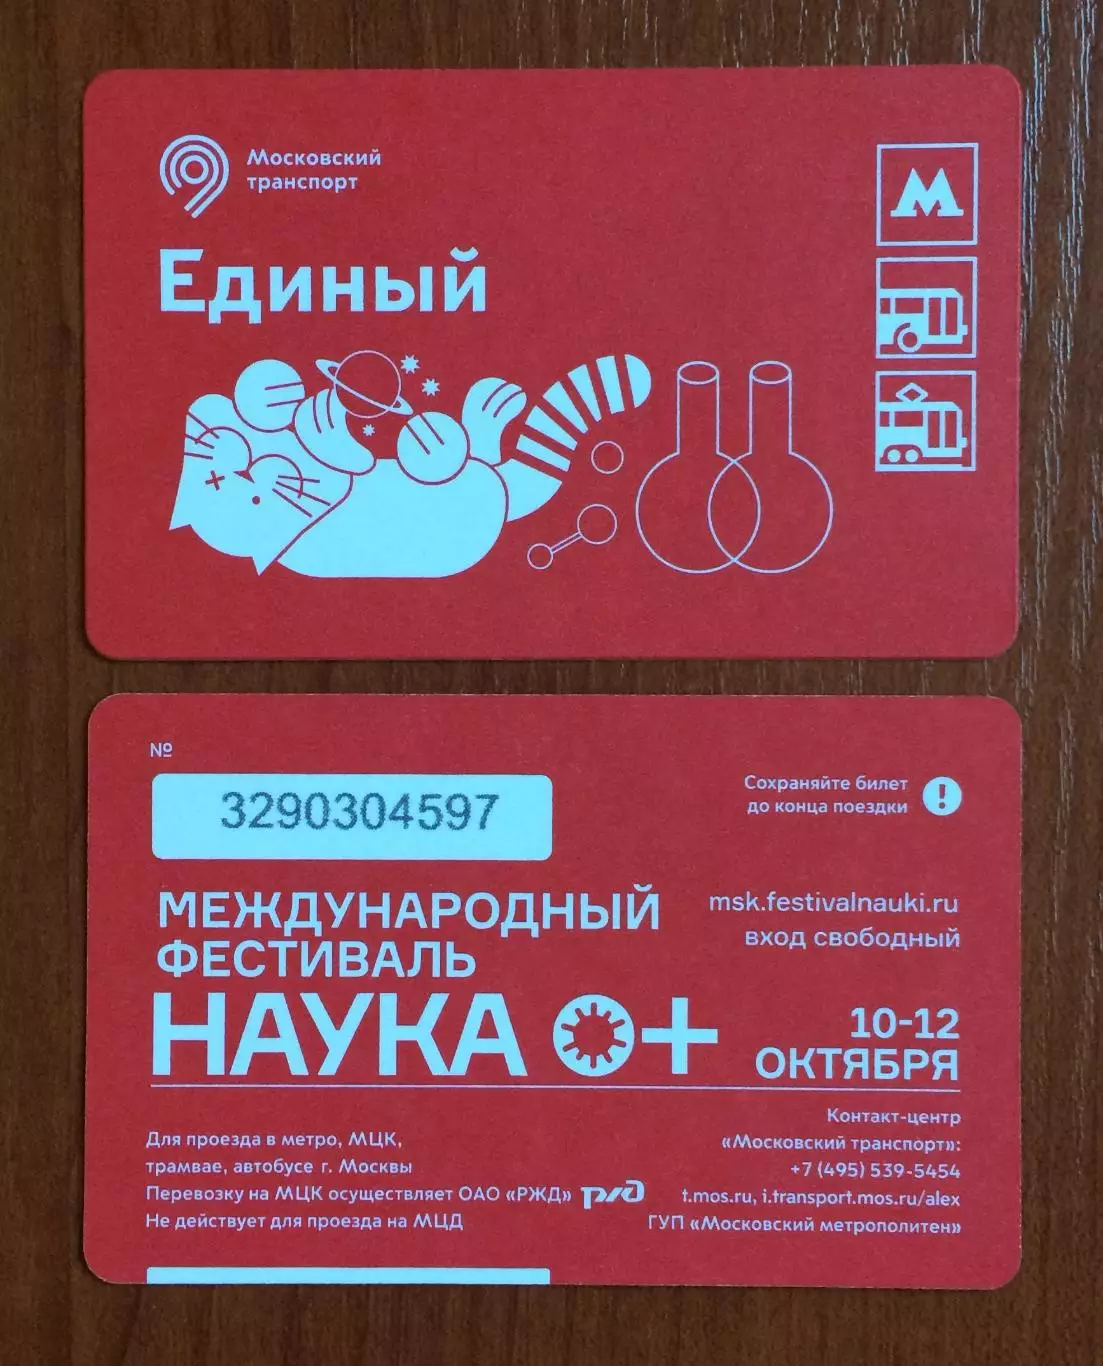 Московский
транспорт
Единый
М
№
3290304597
Сохраняйте билет
до конца поездки
!
МЕЖДУНАРОДНЫЙ
ФЕСТИВАЛЬ
НАУКА 0+
msk.festivalnauki.ru
вход свободный
10-12
ОКТЯБРЯ
Для проезда в метро, МЦК,
трамвае, автобусе г. Москвы
Перевозку на МЦК осуществляет ОАО «РЖД» РЖД
Не действует для проезда на МЦД
Контакт-центр
«Московский транспорт»:
+7 (495) 539-5454
t.mos.ru, i.transport.mos.ru/alex
ГУП «Московский метрополитен»